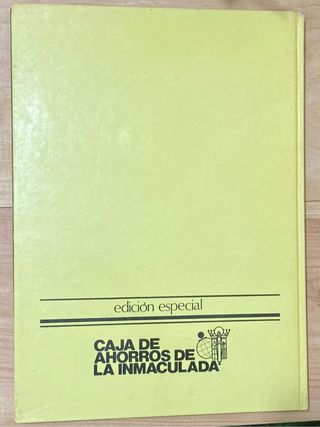 edición especial
CAJA DE
AHORROS DE
LA INMACULADA